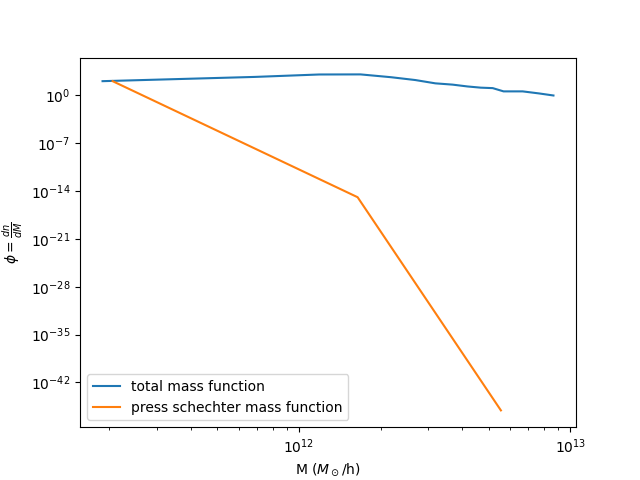 10^0
10^-7
10^-14
10^-21
10^-28
10^-35
10^-42
ϕ = dn/dM
total mass function
press schechter mass function
10^12
10^13
M (M⊙/h)